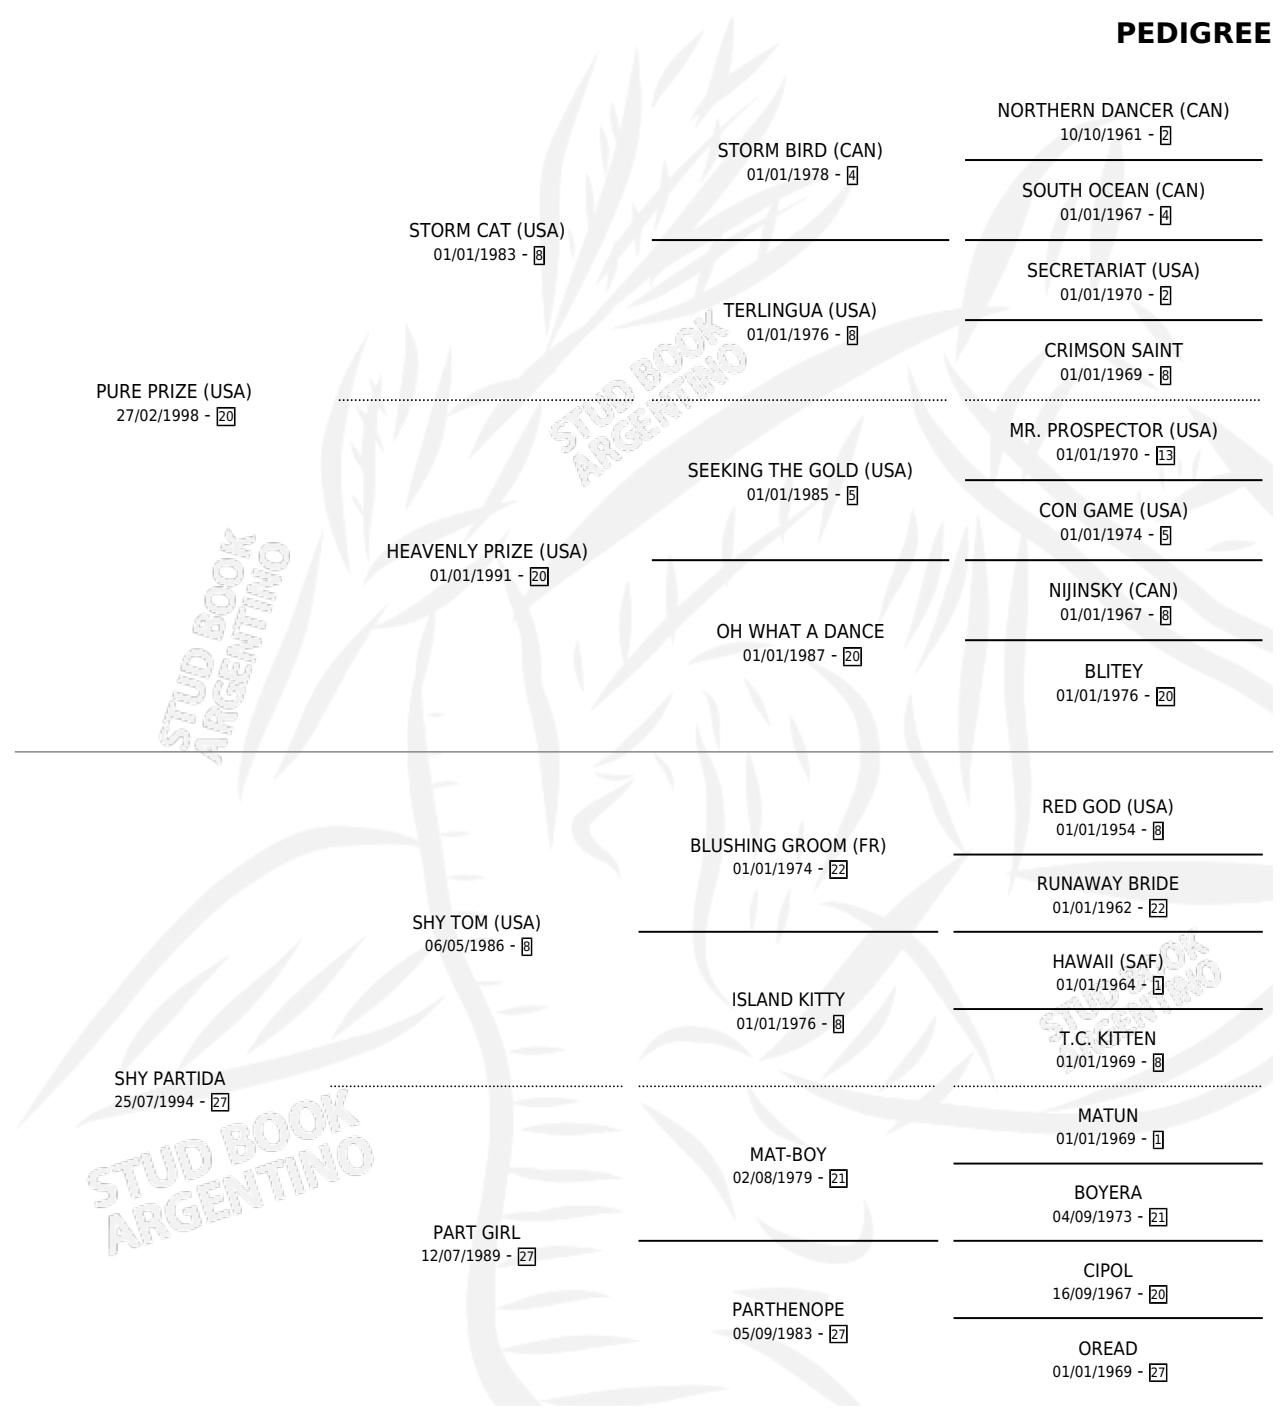 PEDIGREE
NORTHERN DANCER (CAN)
10/10/1961 - 2
STORM BIRD (CAN)
01/01/1978 - 4
SOUTH OCEAN (CAN)
01/01/1967 - 4
STORM CAT (USA)
01/01/1983 - 8
SECRETARIAT (USA)
01/01/1970 - 2
TERLINGUA (USA)
01/01/1976 - 8
CRIMSON SAINT
01/01/1969 - 8
PURE PRIZE (USA)
27/02/1998 - 20
MR. PROSPECTOR (USA)
01/01/1970 - 13
SEEKING THE GOLD (USA)
01/01/1985 - 5
CON GAME (USA)
01/01/1974 - 5
HEAVENLY PRIZE (USA)
01/01/1991 - 20
NIJINSKY (CAN)
01/01/1967 - 8
OH WHAT A DANCE
01/01/1987 - 20
BLITEY
01/01/1976 - 20
RED GOD (USA)
01/01/1954 - 8
BLUSHING GROOM (FR)
01/01/1974 - 22
RUNAWAY BRIDE
01/01/1962 - 22
SHY TOM (USA)
06/05/1986 - 8
HAWAII (SAF)
01/01/1964 - 1
ISLAND KITTY
01/01/1976 - 8
T.C. KITTEN
01/01/1969 - 8
SHY PARTIDA
25/07/1994 - 27
MATUN
01/01/1969 - 1
MAT-BOY
02/08/1979 - 21
BOYERA
04/09/1973 - 21
PART GIRL
12/07/1989 - 27
CIPOL
16/09/1967 - 20
PARTHENOPE
05/09/1983 - 27
OREAD
01/01/1969 - 27
STUD BOOK
ARGENTINO
STUD BOOK
ARGENTINO
STUD BOOK
ARGENTINO
STUD BOOK
ARGENTINO